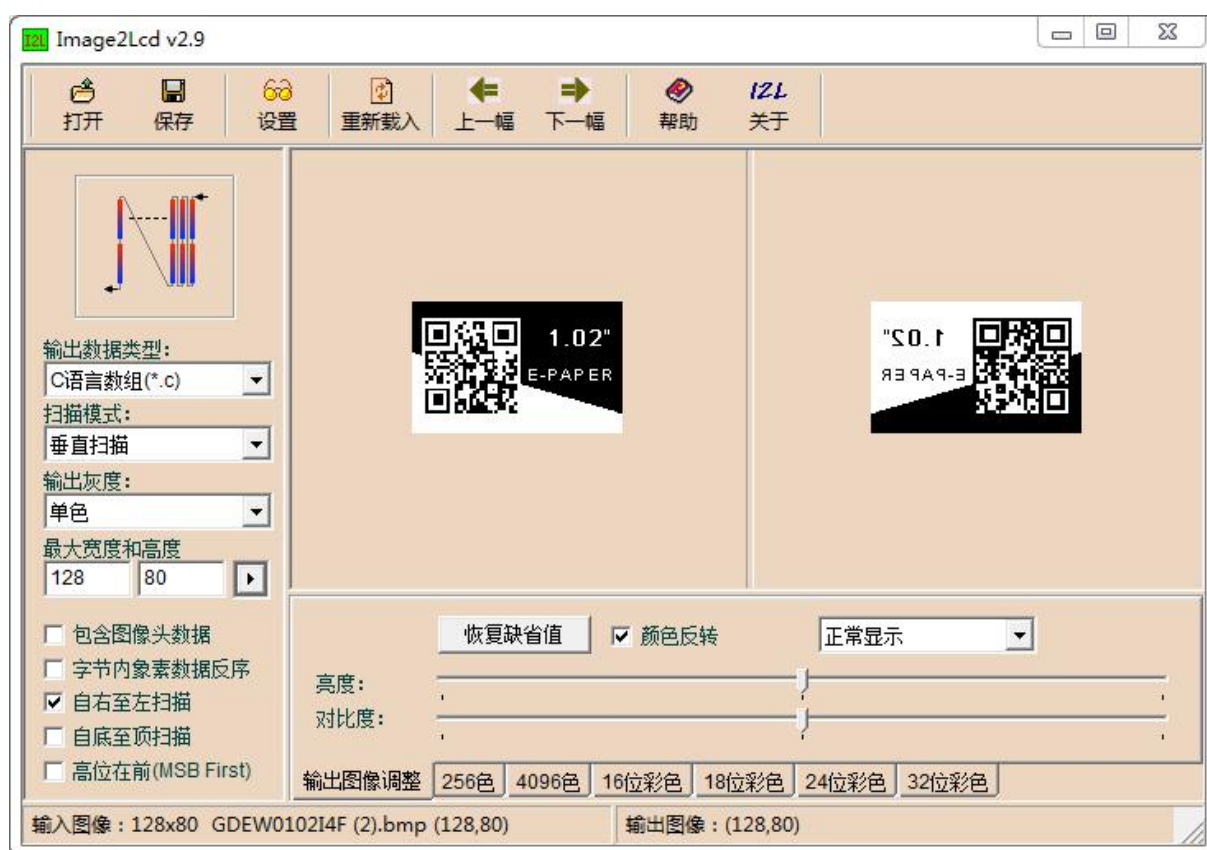 I2L Image2Lcd v2.9
打开 保存 设置 重新载入 上一幅 下一幅 帮助 I2L 关于
输出数据类型:
C语言数组(*.c)
扫描模式:
垂直扫描
输出灰度:
单色
最大宽度和高度
128 80
包含图像头数据
字节内象素数据反序
自右至左扫描
自底至顶扫描
高位在前(MSB First)
1.02"
E-PAPER
1.02"
E-PAPER
恢复缺省值 颜色反转 正常显示
亮度:
对比度:
输出图像调整 256色 4096色 16位彩色 18位彩色 24位彩色 32位彩色
输入图像:128x80 GDEW0102I4F (2).bmp (128,80) 输出图像:(128,80)